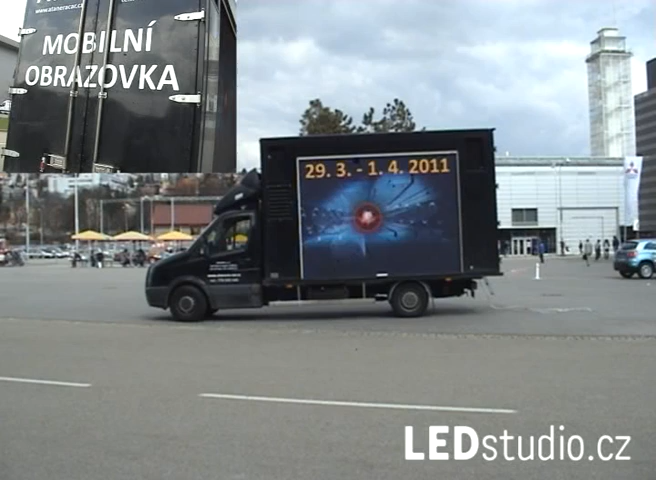 MOBILNÍ
OBRAZOVKA
29. 3. - 1. 4. 2011
LEDstudio.cz